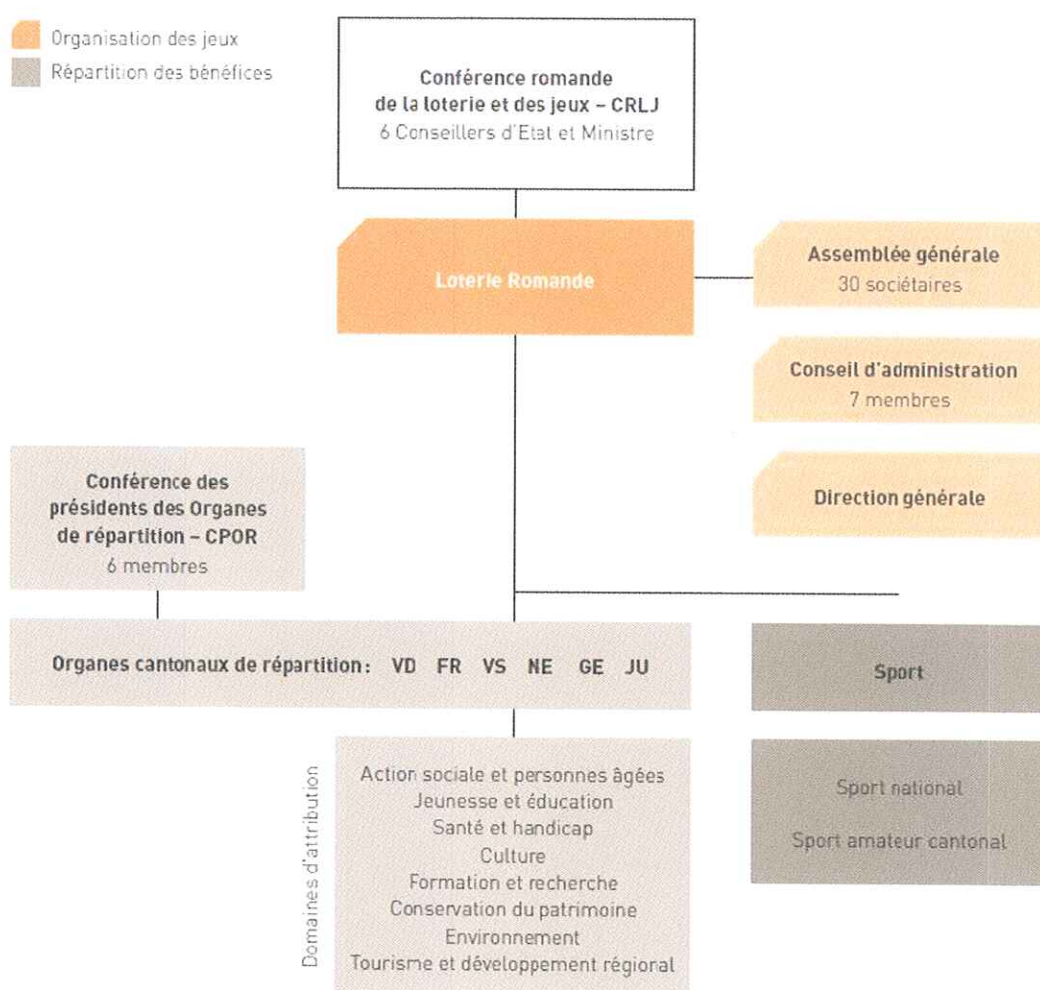 Organisation des jeux
Répartition des bénéfices
Conférence romande
de la loterie et des jeux – CRLJ
6 Conseillers d'Etat et Ministre
Loterie Romande
Assemblée générale
30 sociétaires
Conseil d'administration
7 membres
Direction générale
Conférence des
présidents des Organes
de répartition – CPOR
6 membres
Organes cantonaux de répartition : VD FR VS NE GE JU
Sport
Domaines d'attribution
Action sociale et personnes âgées
Jeunesse et éducation
Santé et handicap
Culture
Formation et recherche
Conservation du patrimoine
Environnement
Tourisme et développement régional
Sport national
Sport amateur cantonal